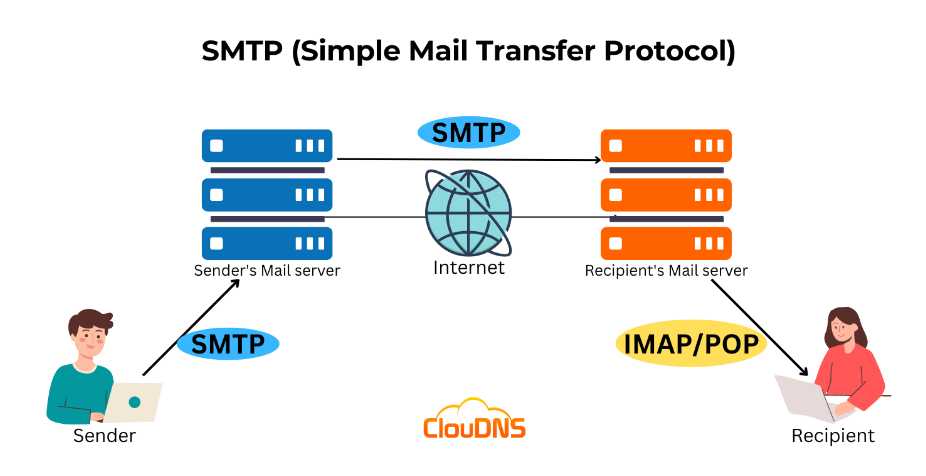 SMTP (Simple Mail Transfer Protocol)
SMTP
Sender's Mail server
Internet
Recipient's Mail server
SMTP
IMAP/POP
Sender
ClouDNS
Recipient